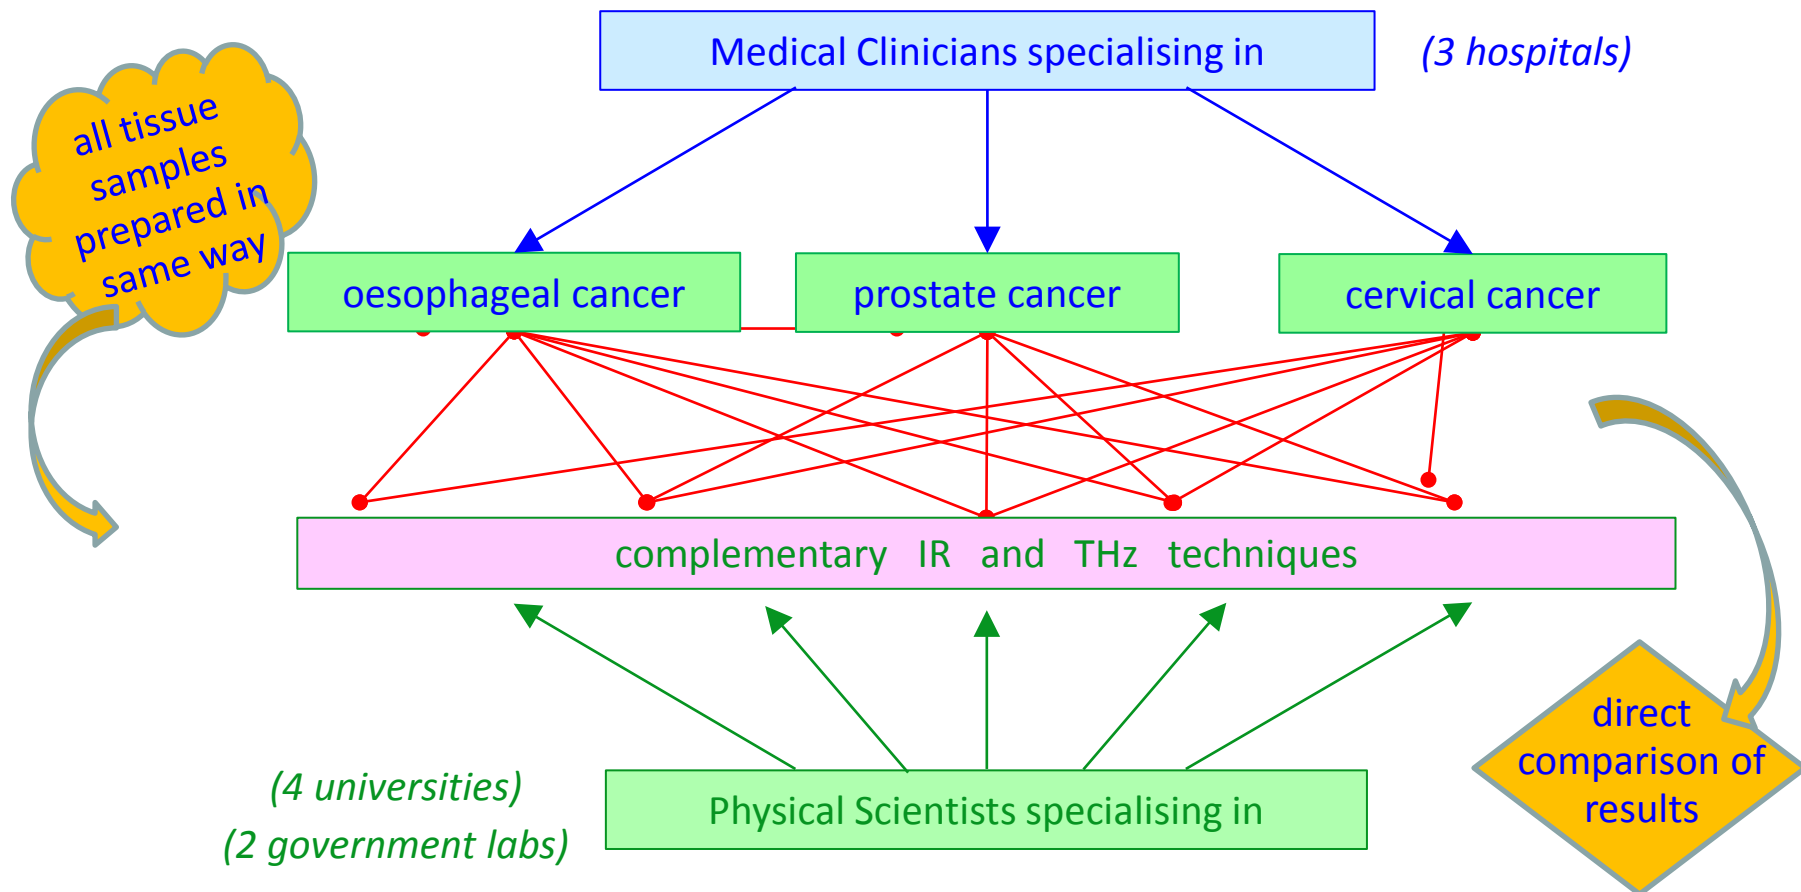 Medical Clinicians specialising in
(3 hospitals)
all tissue
samples
prepared in
same way
oesophageal cancer
prostate cancer
cervical cancer
complementary IR and THz techniques
direct
comparison of
results
(4 universities)
(2 government labs)
Physical Scientists specialising in